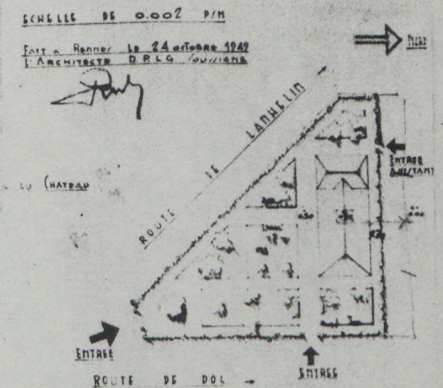 ECHELLE DE 0.002 P/M
FAIT A RENNES LE 24 OCTOBRE 1949
L'ARCHITECTE D.P.L.G. SOUSSIGNE
NORD
ROUTE DE LANHELIN
ENTREE
EXISTANT
DU CHATEAU
ENTREE
ENTREE
ROUTE DE DOL →